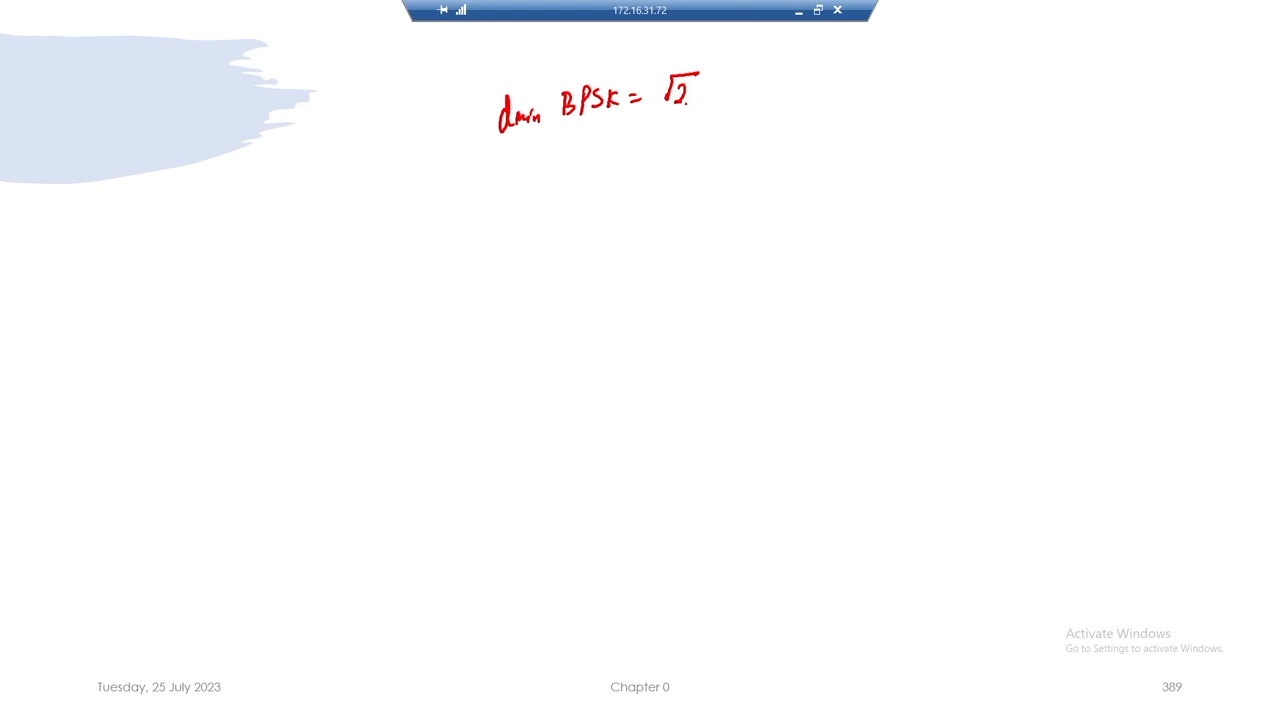 172.16.31.72
dmin BPSK = √2
Activate Windows
Go to Settings to activate Windows.
Tuesday, 25 July 2023
Chapter 0
389